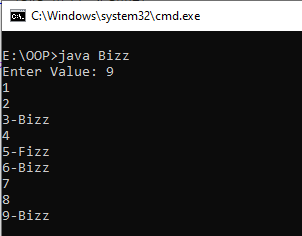 C:\Windows\system32\cmd.exe
E:\OOP>java Bizz
Enter Value: 9
1
2
3-Bizz
4
5-Fizz
6-Bizz
7
8
9-Bizz